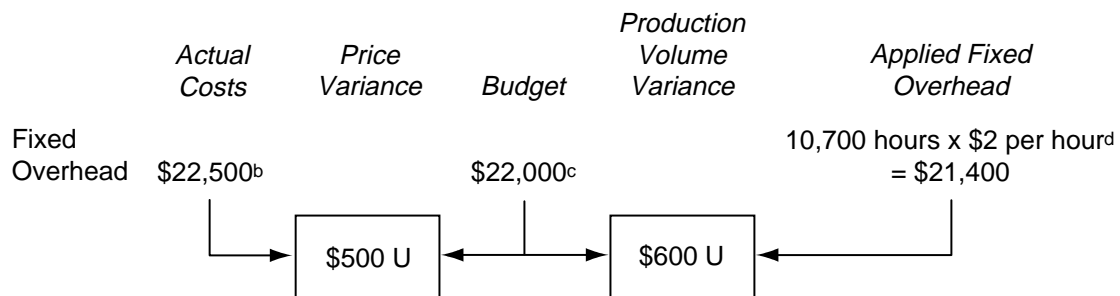 Actual
Costs
Price
Variance
Budget
Production
Volume
Variance
Applied Fixed
Overhead
Fixed
Overhead
$22,500b
$22,000c
10,700 hours x $2 per hourd
= $21,400
$500 U
$600 U